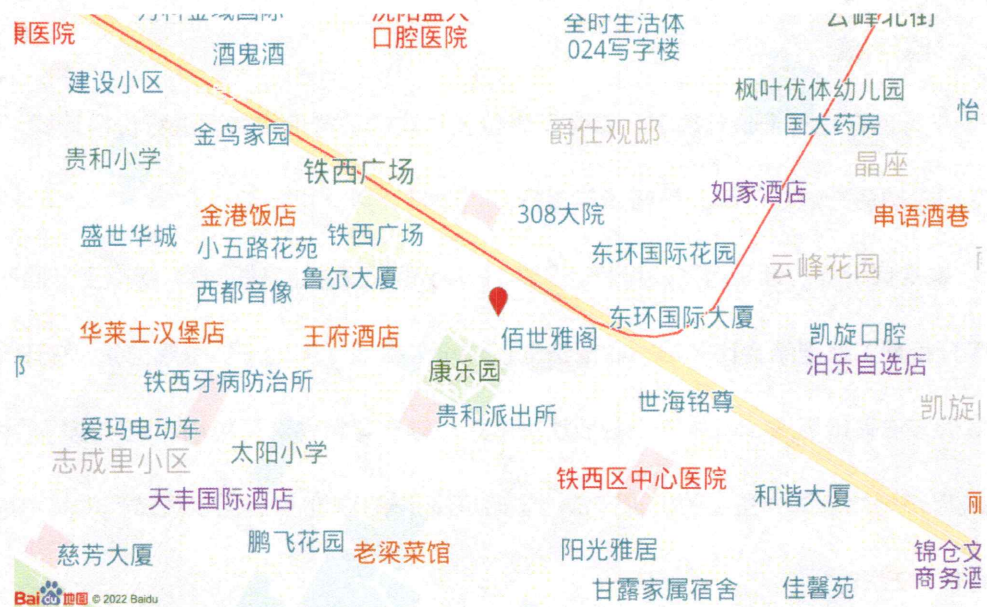 康医院
口腔医院
全时生活体
024写字楼
云峰北街
酒鬼酒
建设小区
枫叶优体幼儿园
怡
金鸟家园
爵仕观邸
国大药房
贵和小学
铁西广场
晶座
如家酒店
金港饭店
308大院
串语酒巷
盛世华城
小五路花苑
铁西广场
东环国际花园
云峰花园
西都音像
鲁尔大厦
华莱士汉堡店
王府酒店
佰世雅阁
东环国际大厦
凯旋口腔
泊乐自选店
铁西牙病防治所
康乐园
世海铭尊
凯旋
贵和派出所
爱玛电动车
太阳小学
志成里小区
铁西区中心医院
天丰国际酒店
和谐大厦
丽
慈芳大厦
鹏飞花园
老梁菜馆
阳光雅居
锦仓文
商务酒
甘露家属宿舍
佳馨苑
Bai du 地图 © 2022 Baidu